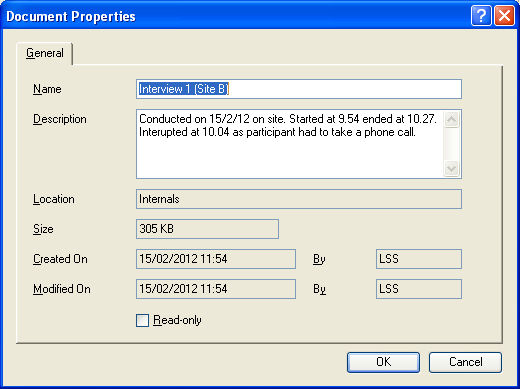 Document Properties
General
Name Interview 1 (Site B)
Description Conducted on 15/2/12 on site. Started at 9.54 ended at 10.27.
Interupted at 10.04 as participant had to take a phone call.
Location Internals
Size 305 KB
Created On 15/02/2012 11:54 By LSS
Modified On 15/02/2012 11:54 By LSS
Read-only
OK Cancel